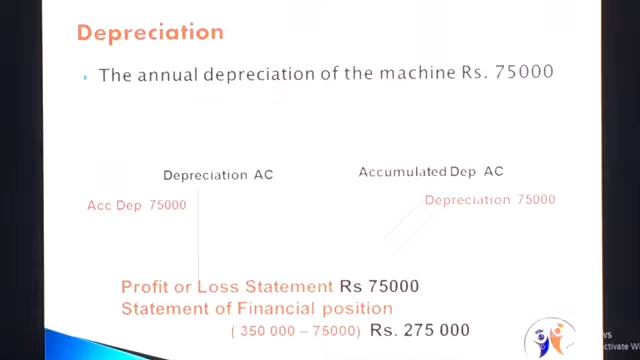 Depreciation
The annual depreciation of the machine Rs. 75000
Depreciation AC
Accumulated Dep AC
Acc Dep 75000
Depreciation 75000
Profit or Loss Statement Rs 75000
Statement of Financial position
( 350 000 – 75000) Rs. 275 000